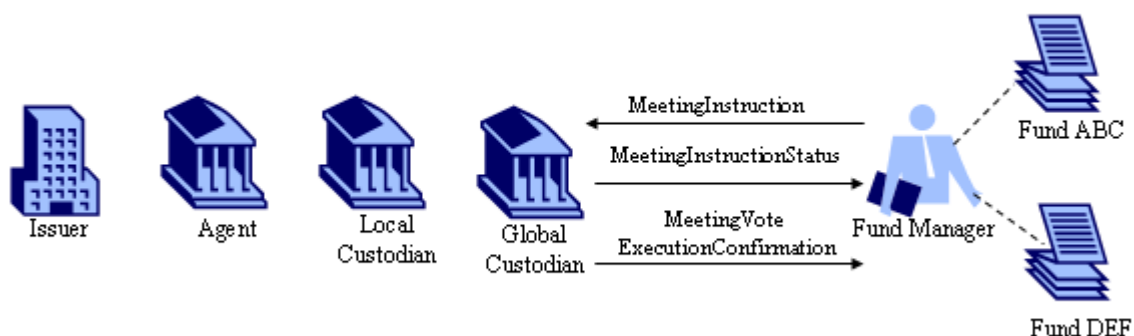 MeetingInstruction
MeetingInstructionStatus
MeetingVote
ExecutionConfirmation
Issuer
Agent
Local
Custodian
Global
Custodian
Fund Manager
Fund ABC
Fund DEF